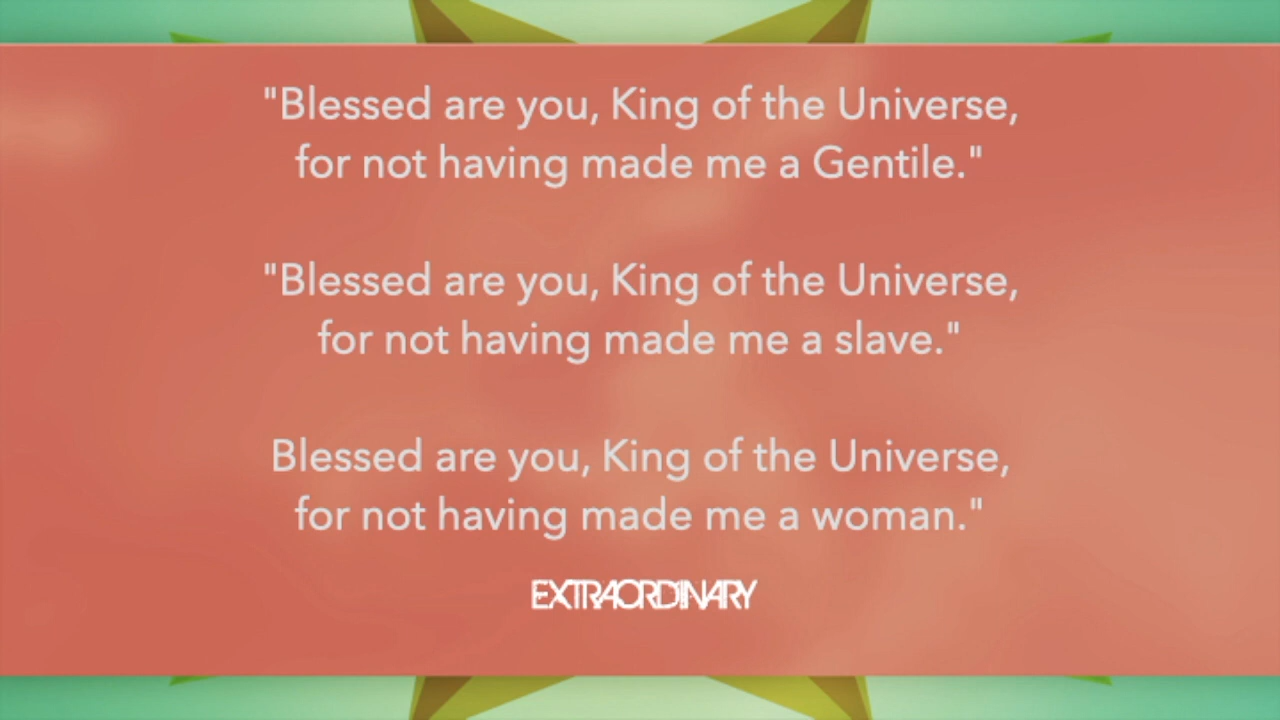 "Blessed are you, King of the Universe,
for not having made me a Gentile."
"Blessed are you, King of the Universe,
for not having made me a slave."
Blessed are you, King of the Universe,
for not having made me a woman."
EXTRAORDINARY